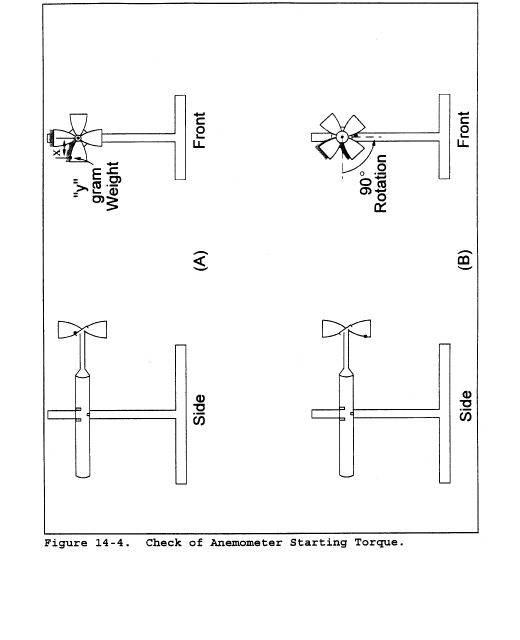 x
"y"
gram
Weight
Front
(A)
Side
90°
Rotation
Front
(B)
Side
Figure 14-4. Check of Anemometer Starting Torque.